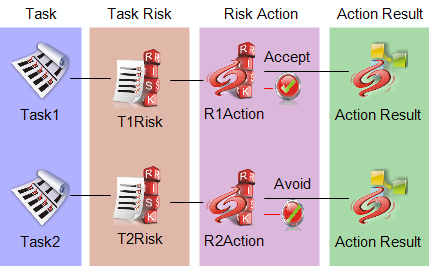 Task Task Risk Risk Action Action Result
Accept
Task1 T1Risk R1Action Action Result
Avoid
Task2 T2Risk R2Action Action Result
R
I
S
K
R
I
S
K
R
I
S
K
R
I
S
K